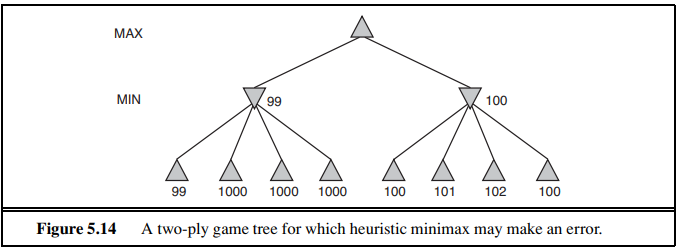 MAX
MIN
99
100
99 1000 1000 1000 100 101 102 100
Figure 5.14 A two-ply game tree for which heuristic minimax may make an error.